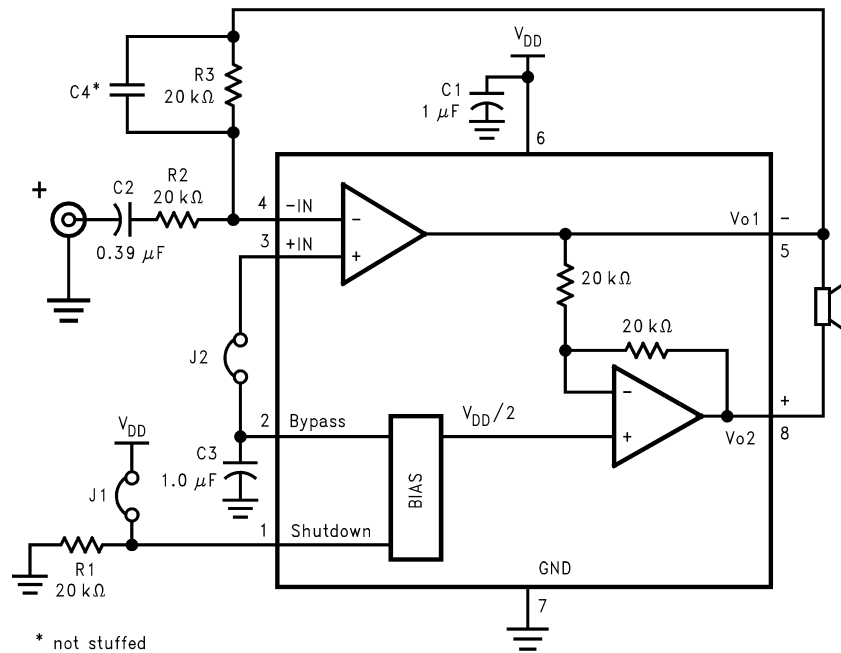 V_DD
R3
20 kΩ
C4*
C1
1 μF
6
+
C2
R2
20 kΩ
0.39 μF
4
-IN
-
3
+IN
+
Vo1
-
5
20 kΩ
20 kΩ
J2
2
Bypass
V_DD/2
-
+
+
Vo2
8
V_DD
C3
1.0 μF
BIAS
J1
1
Shutdown
R1
20 kΩ
GND
7
* not stuffed